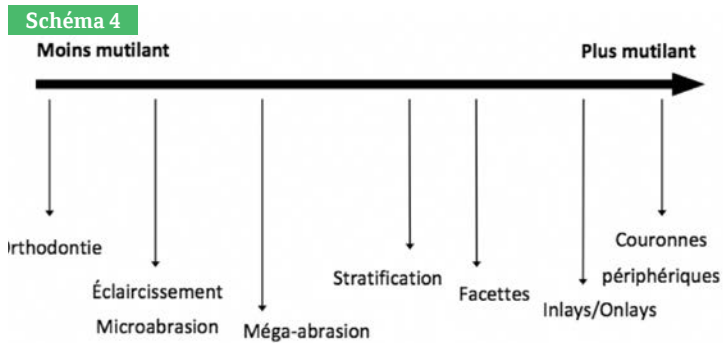 Schéma 4
Moins mutilant
Plus mutilant
rthodontie
Éclaircissement
Microabrasion
Méga-abrasion
Stratification
Facettes
Inlays/Onlays
Couronnes
périphériques